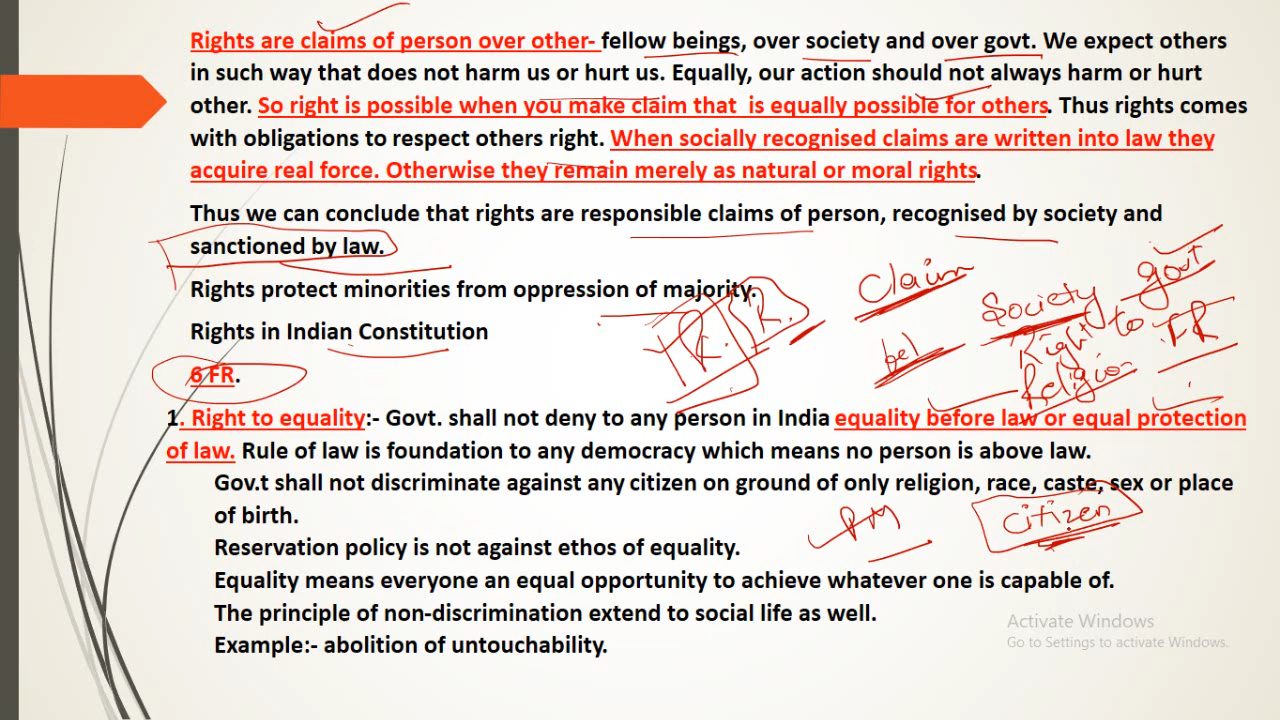 Rights are claims of person over other- fellow beings, over society and over govt. We expect others
in such way that does not harm us or hurt us. Equally, our action should not always harm or hurt
other. So right is possible when you make claim that is equally possible for others. Thus rights comes
with obligations to respect others right. When socially recognised claims are written into law they
acquire real force. Otherwise they remain merely as natural or moral rights.
Thus we can conclude that rights are responsible claims of person, recognised by society and
sanctioned by law.
Rights protect minorities from oppression of majority.
Rights in Indian Constitution
6 FR.
Claim
Society
govt
Right to FR
Religion
1. Right to equality:- Govt. shall not deny to any person in India equality before law or equal protection
of law. Rule of law is foundation to any democracy which means no person is above law.
Gov.t shall not discriminate against any citizen on ground of only religion, race, caste, sex or place
of birth.
PM
citizen
Reservation policy is not against ethos of equality.
Equality means everyone an equal opportunity to achieve whatever one is capable of.
The principle of non-discrimination extend to social life as well.
Example:- abolition of untouchability.
Activate Windows
Go to Settings to activate Windows.